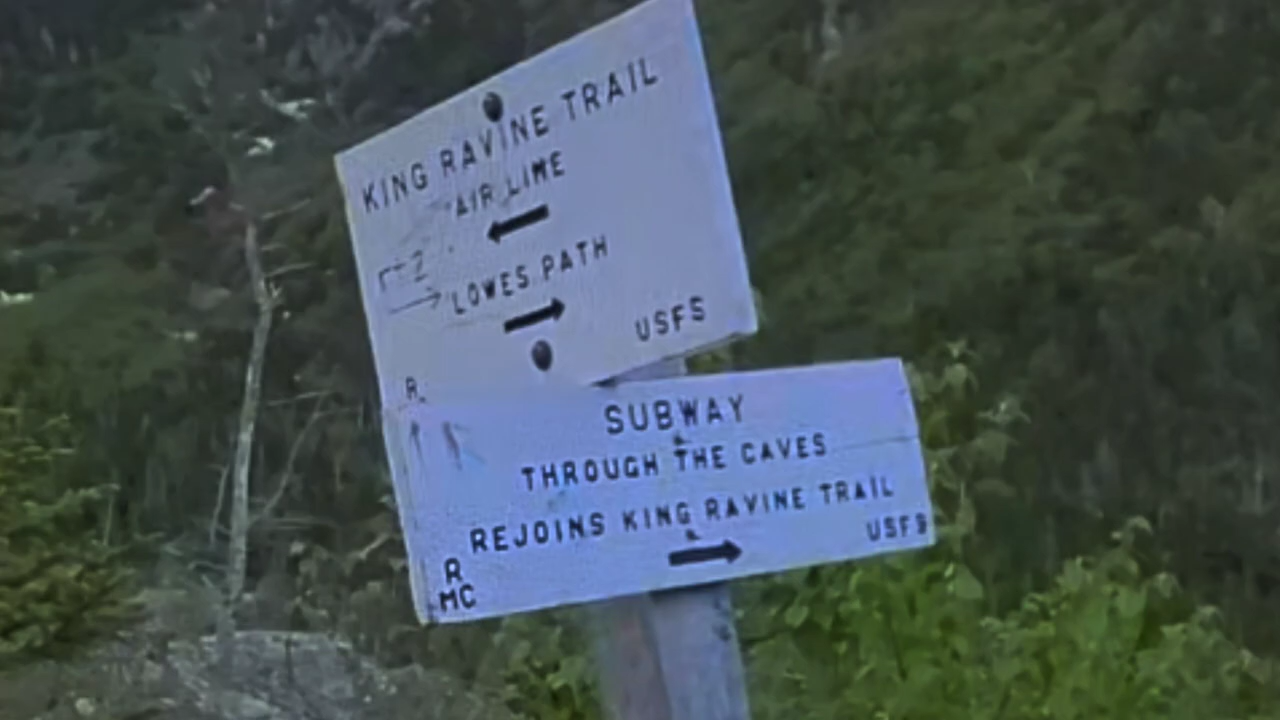 KING RAVINE TRAIL
AIR LINE
LOWES PATH
USFS
R
SUBWAY
THROUGH THE CAVES
REJOINS KING RAVINE TRAIL
USFS
R
MC